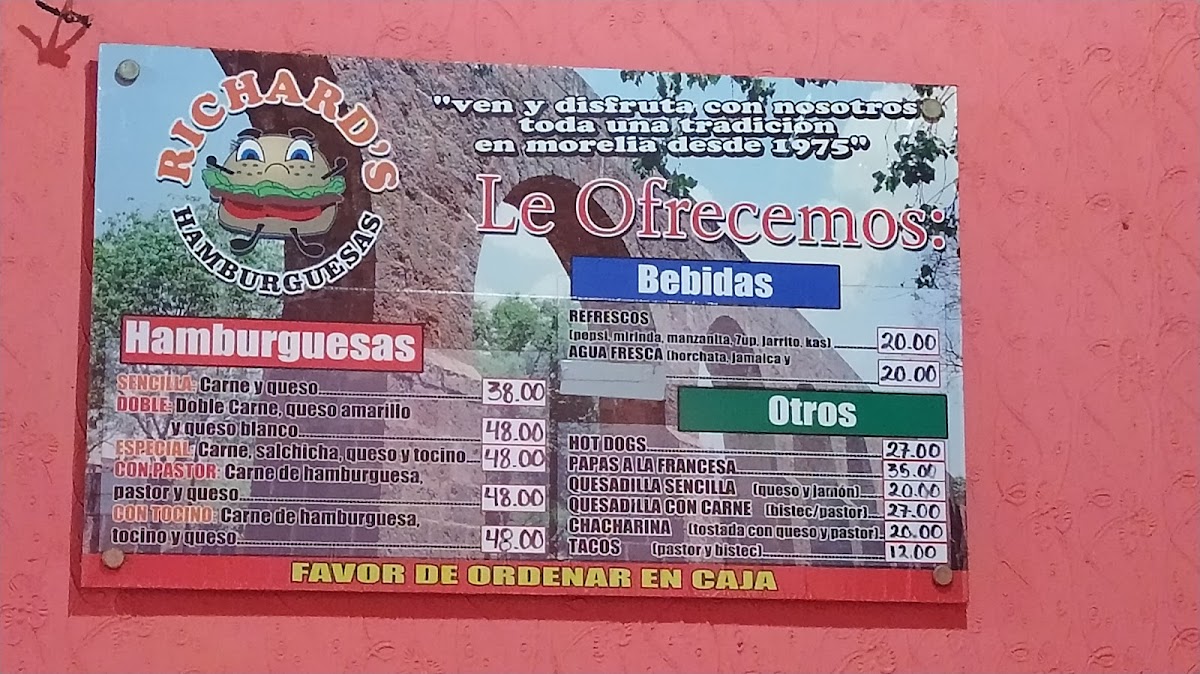 RICHARD'S
HAMBURGUESAS
"ven y disfruta con nosotros
toda una tradición
en morelia desde 1975"
Le Ofrecemos:
Hamburguesas
SENCILLA: Carne y queso 38.00
DOBLE: Doble Carne, queso amarillo
y queso blanco 48.00
ESPECIAL: Carne, salchicha, queso y tocino 48.00
CON PASTOR: Carne de hamburguesa,
pastor y queso 48.00
CON TOCINO: Carne de hamburguesa,
tocino y queso 48.00
Bebidas
REFRESCOS
(pepsi, mirinda, manzanita, 7up, jarrito, kas) 20.00
AGUA FRESCA (horchata, jamaica y
20.00
Otros
HOT DOGS 27.00
PAPAS A LA FRANCESA 35.00
QUESADILLA SENCILLA (queso y jamón) 20.00
QUESADILLA CON CARNE (bistec/pastor) 27.00
CHACHARINA (tostada con queso y pastor) 20.00
TACOS (pastor y bistec) 12.00
FAVOR DE ORDENAR EN CAJA